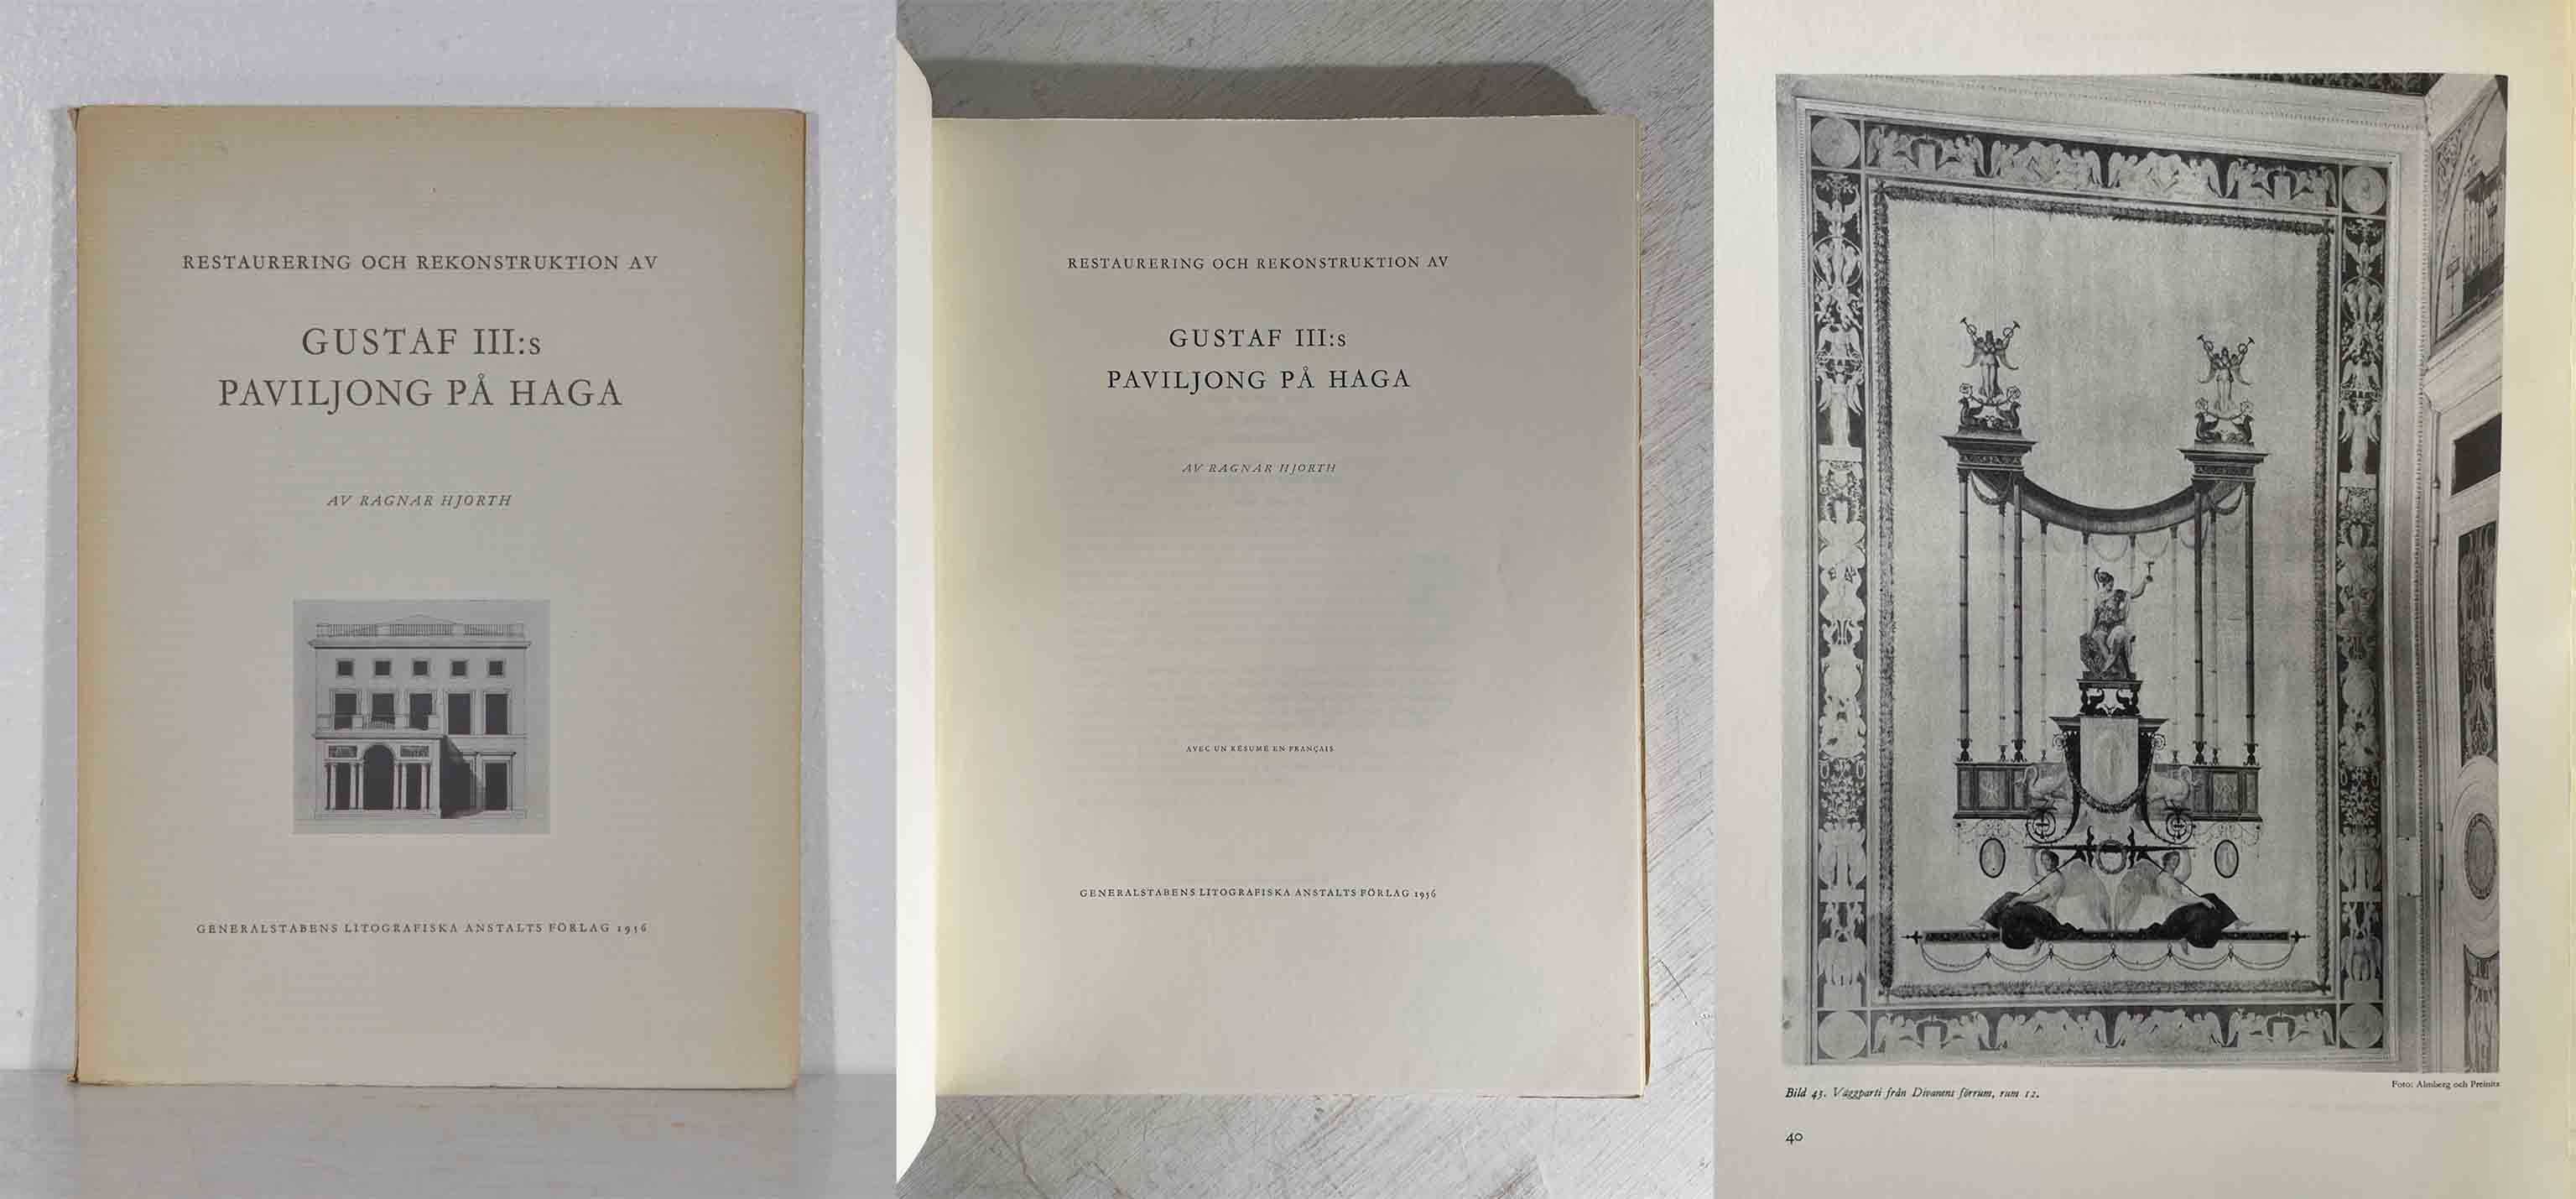 RESTAURERING OCH REKONSTRUKTION AV
GUSTAF III:s
PAVILJONG PÅ HAGA
AV RAGNAR HJORTH
GENERALSTABENS LITOGRAFISKA ANSTALTS FÖRLAG 1956
RESTAURERING OCH REKONSTRUKTION AV
GUSTAF III:s
PAVILJONG PÅ HAGA
AV RAGNAR HJORTH
AVEC UN RÉSUMÉ EN FRANÇAIS
GENERALSTABENS LITOGRAFISKA ANSTALTS FÖRLAG 1956
Foto: Almberg och Preinitz
Bild 43. Väggparti från Divanens förrum, rum 12.
40